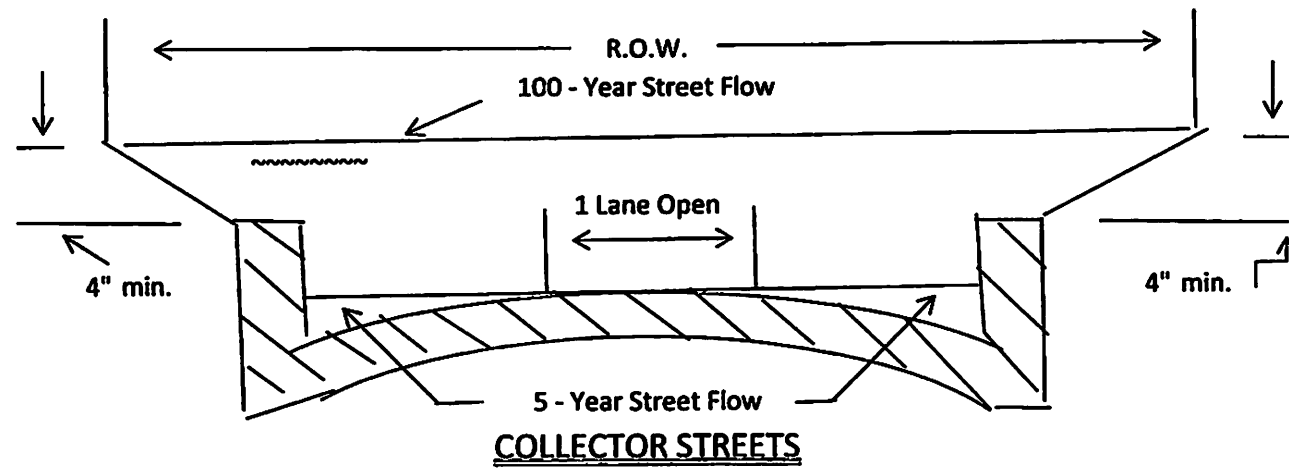 R.O.W.
100 - Year Street Flow
1 Lane Open
4" min.
4" min.
5 - Year Street Flow
COLLECTOR STREETS